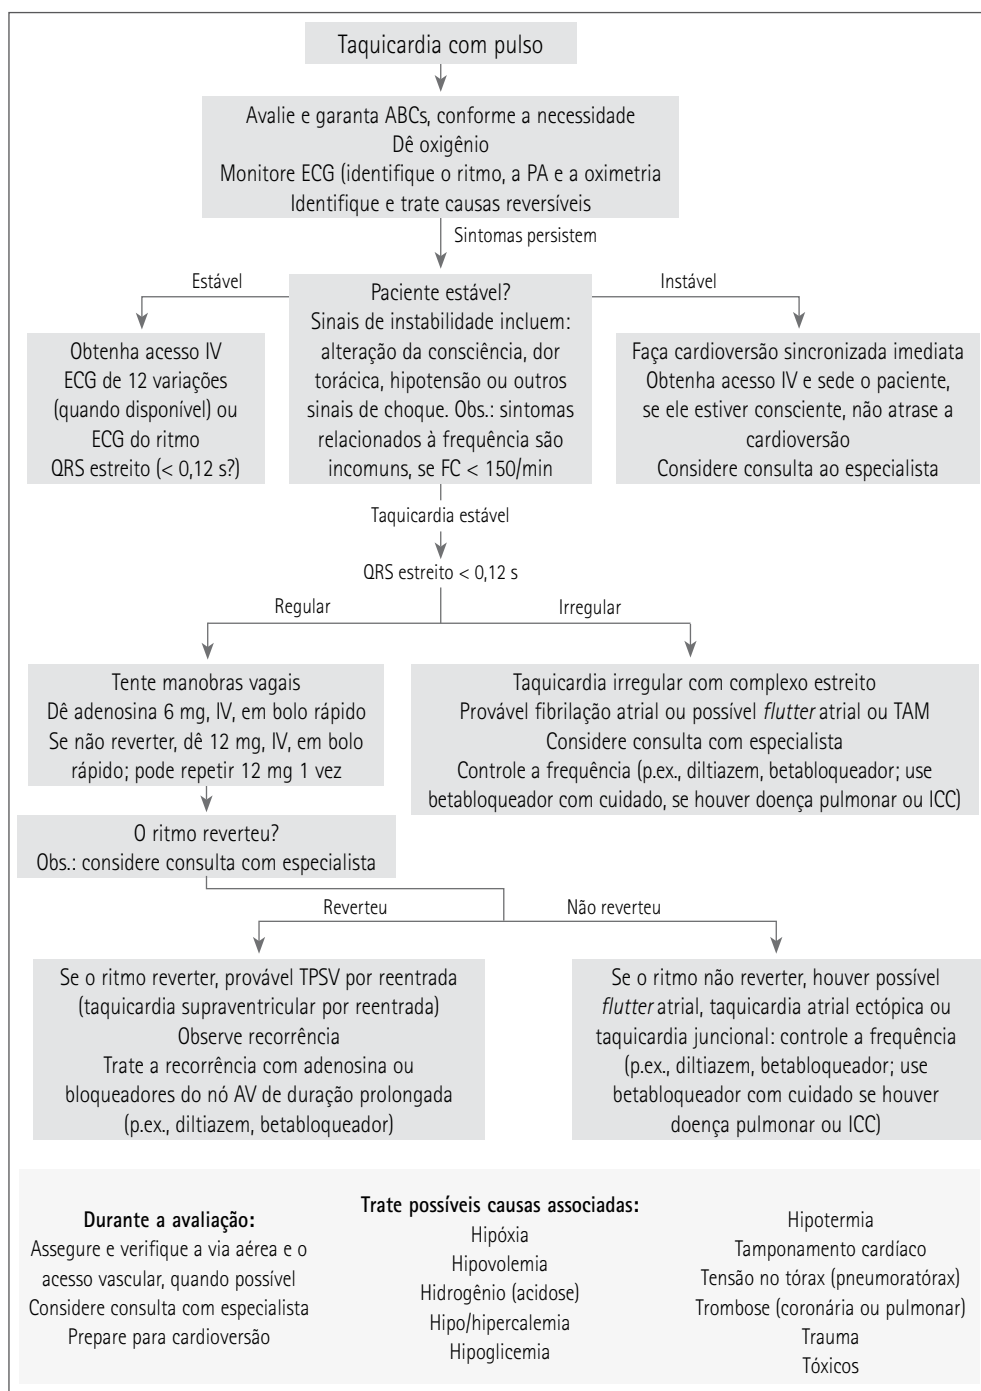 Taquicardia com pulso
Avalie e garanta ABCs, conforme a necessidade
Dê oxigênio
Monitore ECG (identifique o ritmo, a PA e a oximetria
Identifique e trate causas reversíveis
Sintomas persistem
Estável
Instável
Obtenha acesso IV
ECG de 12 variações
(quando disponível) ou
ECG do ritmo
QRS estreito (< 0,12 s?)
Paciente estável?
Sinais de instabilidade incluem:
alteração da consciência, dor
torácica, hipotensão ou outros
sinais de choque. Obs.: sintomas
relacionados à frequência são
incomuns, se FC < 150/min
Faça cardioversão sincronizada imediata
Obtenha acesso IV e sede o paciente,
se ele estiver consciente, não atrase a
cardioversão
Considere consulta ao especialista
Taquicardia estável
QRS estreito < 0,12 s
Regular
Irregular
Tente manobras vagais
Dê adenosina 6 mg, IV, em bolo rápido
Se não reverter, dê 12 mg, IV, em bolo
rápido; pode repetir 12 mg 1 vez
Taquicardia irregular com complexo estreito
Provável fibrilação atrial ou possível flutter atrial ou TAM
Considere consulta com especialista
Controle a frequência (p.ex., diltiazem, betabloqueador; use
betabloqueador com cuidado, se houver doença pulmonar ou ICC)
O ritmo reverteu?
Obs.: considere consulta com especialista
Reverteu
Não reverteu
Se o ritmo reverter, provável TPSV por reentrada
(taquicardia supraventricular por reentrada)
Observe recorrência
Trate a recorrência com adenosina ou
bloqueadores do nó AV de duração prolongada
(p.ex., diltiazem, betabloqueador)
Se o ritmo não reverter, houver possível
flutter atrial, taquicardia atrial ectópica ou
taquicardia juncional: controle a frequência
(p.ex., diltiazem, betabloqueador; use
betabloqueador com cuidado se houver
doença pulmonar ou ICC)
Durante a avaliação:
Assegure e verifique a via aérea e o
acesso vascular, quando possível
Considere consulta com especialista
Prepare para cardioversão
Trate possíveis causas associadas:
Hipóxia
Hipovolemia
Hidrogênio (acidose)
Hipo/hipercalemia
Hipoglicemia
Hipotermia
Tamponamento cardíaco
Tensão no tórax (pneumoratórax)
Trombose (coronária ou pulmonar)
Trauma
Tóxicos